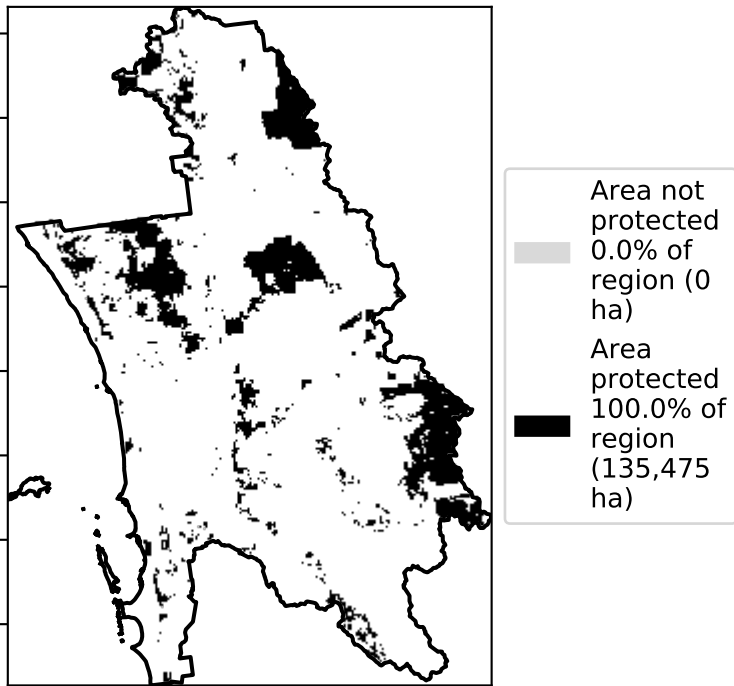 Area not
protected
0.0% of
region (0
ha)
Area
protected
100.0% of
region
(135,475
ha)